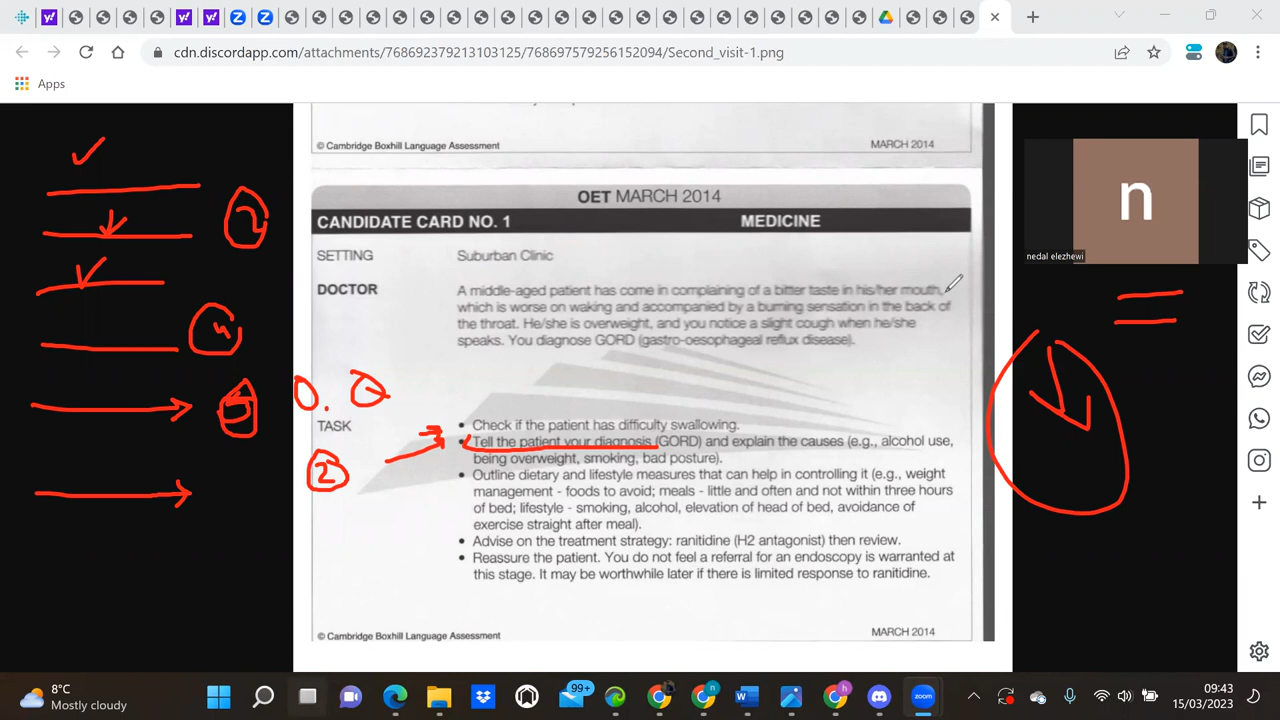 cdn.discordapp.com/attachments/768692379213103125/768697579256152094/Second_visit-1.png
Apps
© Cambridge Boxhill Language Assessment
MARCH 2014
OET MARCH 2014
CANDIDATE CARD NO. 1
MEDICINE
SETTING
Suburban Clinic
DOCTOR
A middle-aged patient has come in complaining of a bitter taste in his/her mouth,
which is worse on waking and accompanied by a burning sensation in the back of
the throat. He/she is overweight, and you notice a slight cough when he/she
speaks. You diagnose GORD (gastro-oesophageal reflux disease).
TASK
• Check if the patient has difficulty swallowing.
• Tell the patient your diagnosis (GORD) and explain the causes (e.g., alcohol use,
being overweight, smoking, bad posture).
• Outline dietary and lifestyle measures that can help in controlling it (e.g., weight
management - foods to avoid; meals - little and often and not within three hours
of bed; lifestyle - smoking, alcohol, elevation of head of bed, avoidance of
exercise straight after meal).
• Advise on the treatment strategy: ranitidine (H2 antagonist) then review.
• Reassure the patient. You do not feel a referral for an endoscopy is warranted at
this stage. It may be worthwhile later if there is limited response to ranitidine.
© Cambridge Boxhill Language Assessment
MARCH 2014
2
4
5
2
n
nedal elezhewi
8°C
Mostly cloudy
99+
zoom
09:43
15/03/2023